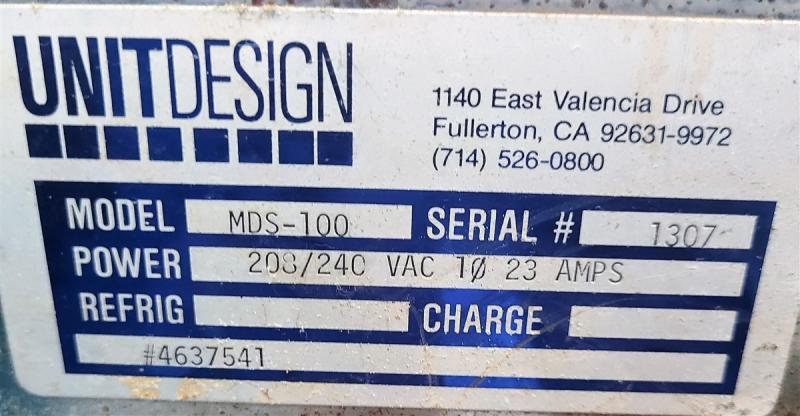 UNITDESIGN
1140 East Valencia Drive
Fullerton, CA 92631-9972
(714) 526-0800
MODEL MDS-100 SERIAL # 1307
POWER 208/240 VAC 1Ø 23 AMPS
REFRIG CHARGE
#4637541